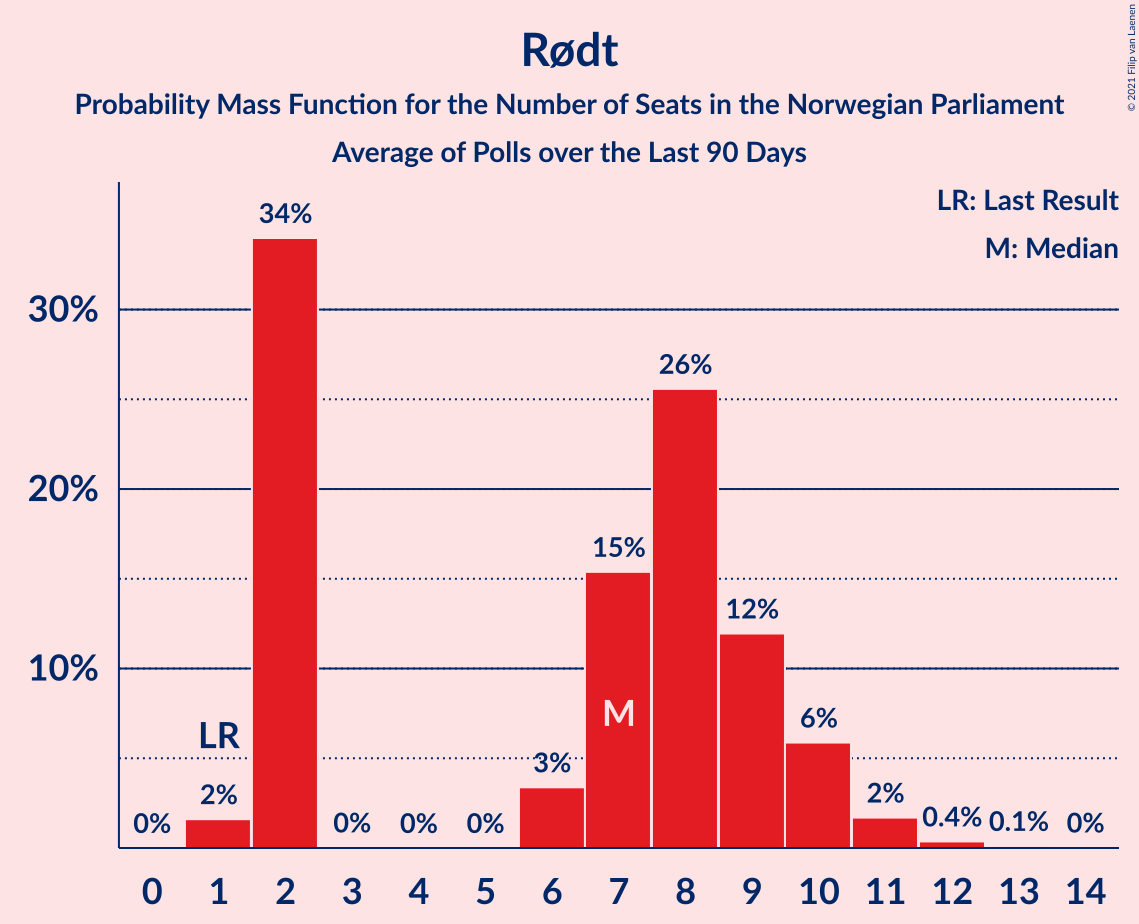 Rødt
Probability Mass Function for the Number of Seats in the Norwegian Parliament
Average of Polls over the Last 90 Days
© 2021 Filip van Laenen
LR: Last Result
M: Median
34%
30%
26%
20%
15%
12%
10%
LR
M
6%
3%
2%
2%
0%
0%
0%
0%
0.4%
0.1%
0%
0 1 2 3 4 5 6 7 8 9 10 11 12 13 14